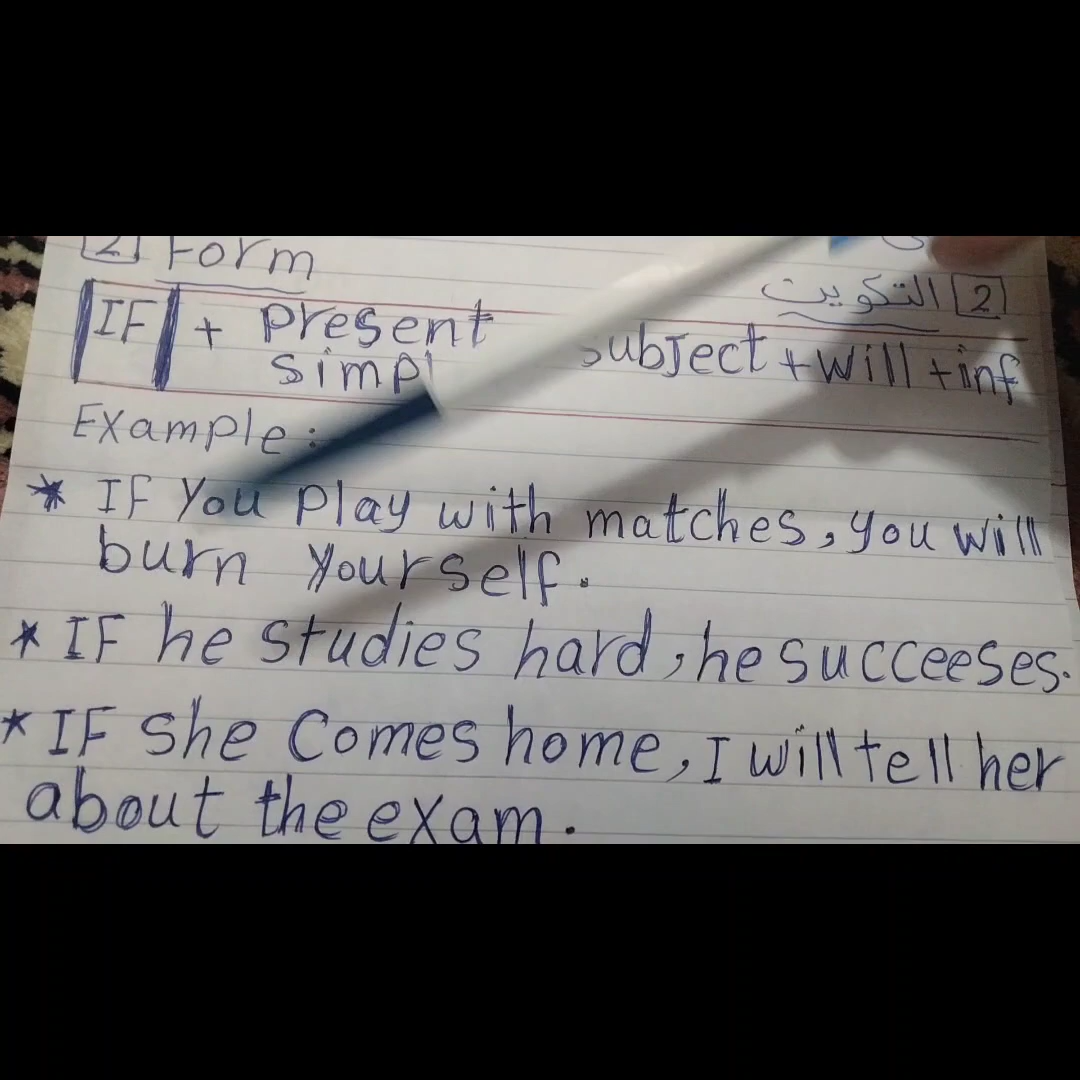 2 Form
التكوين 2
IF + Present subject + will + inf
simpl
Example:
* IF you play with matches, you will
burn yourself.
* IF he studies hard, he succeeses.
* IF she comes home, I will tell her
about the exam.